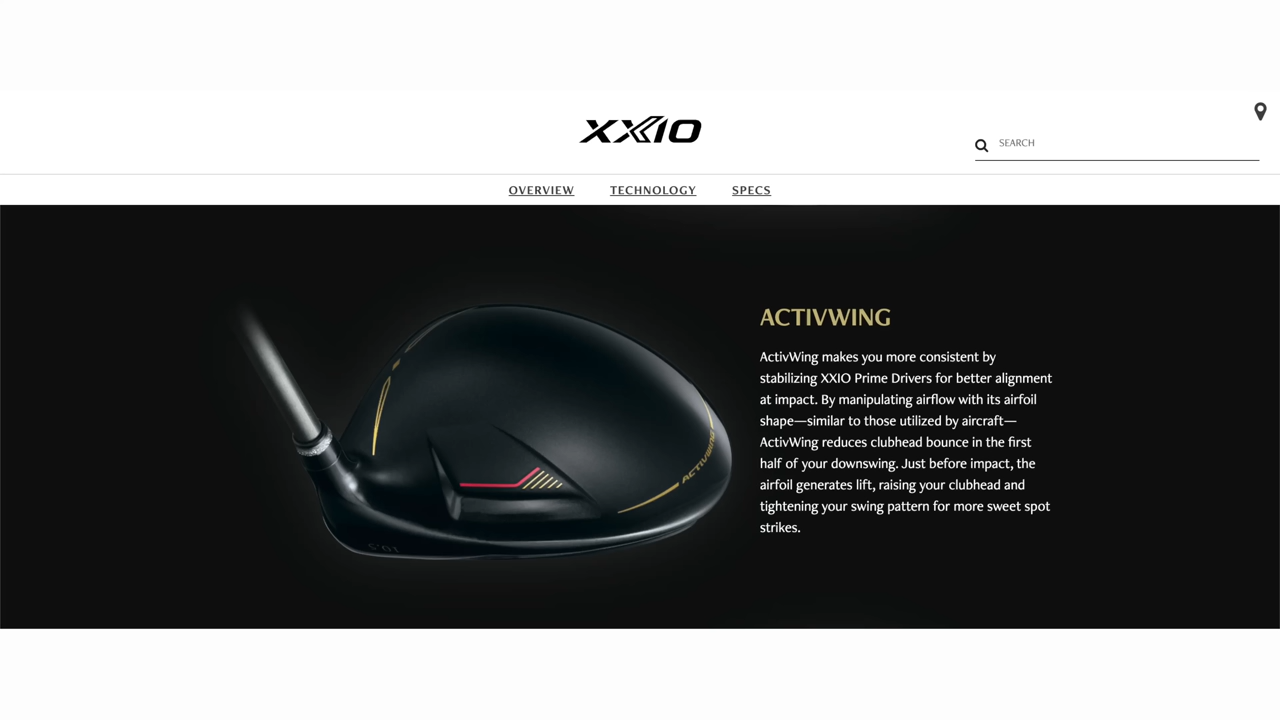 XXIO
SEARCH
OVERVIEW TECHNOLOGY SPECS
ACTIVWING
ActivWing makes you more consistent by
stabilizing XXIO Prime Drivers for better alignment
at impact. By manipulating airflow with its airfoil
shape—similar to those utilized by aircraft—
ActivWing reduces clubhead bounce in the first
half of your downswing. Just before impact, the
airfoil generates lift, raising your clubhead and
tightening your swing pattern for more sweet spot
strikes.
ACTIVWING
10.5